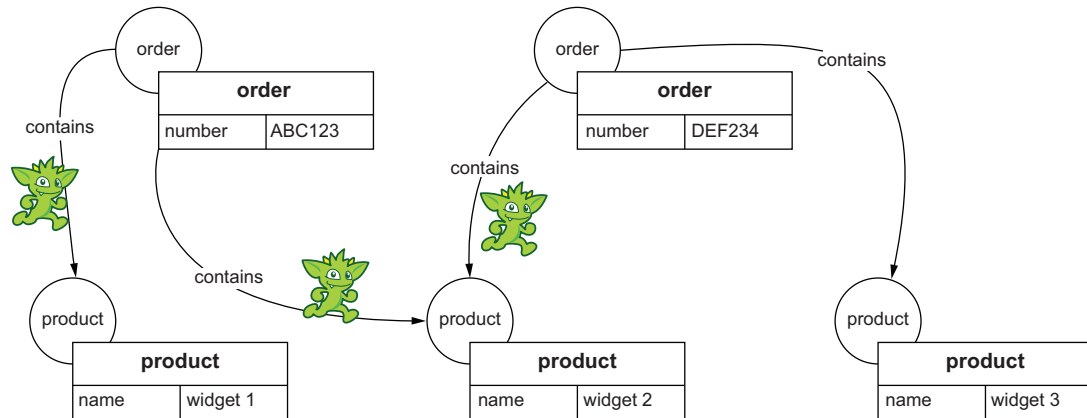 order
order
number ABC123
contains
contains
product
product
name widget 1
order
order
number DEF234
contains
contains
product
product
name widget 2
product
product
name widget 3